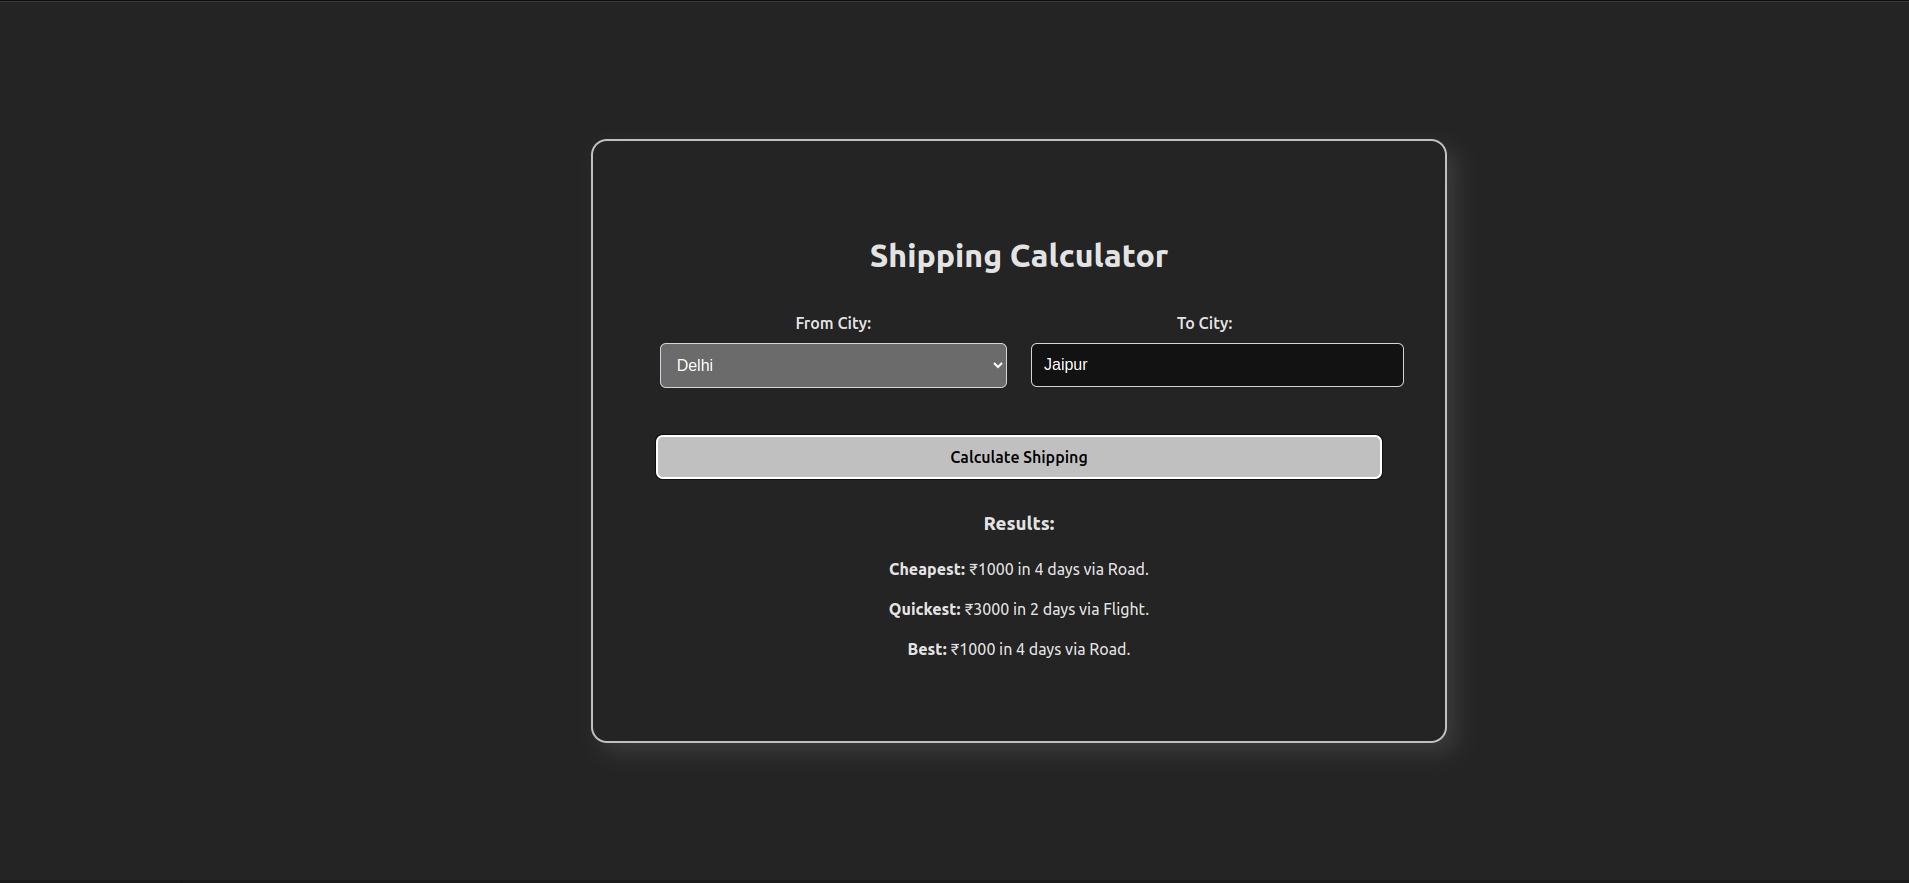 Shipping Calculator
From City: To City:
Delhi Jaipur
Calculate Shipping
Results:
Cheapest: ₹1000 in 4 days via Road.
Quickest: ₹3000 in 2 days via Flight.
Best: ₹1000 in 4 days via Road.